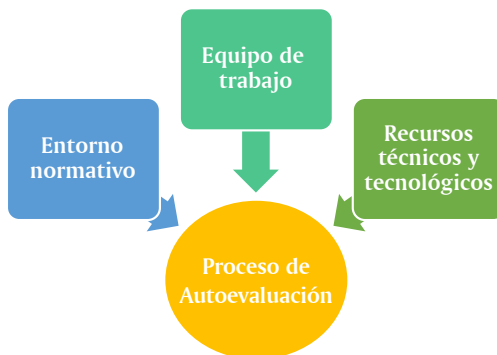 Equipo de
trabajo
Entorno
normativo
Recursos
técnicos y
tecnológicos
Proceso de
Autoevaluación